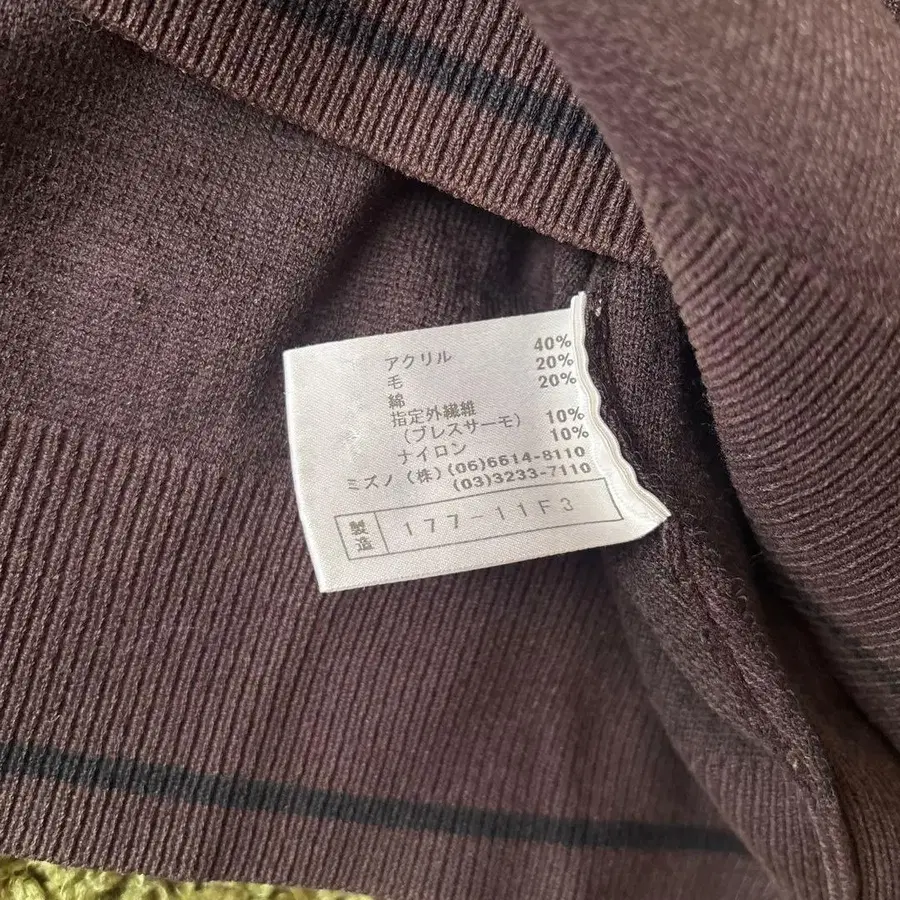 アクリル 40%
毛 20%
綿 20%
指定外繊維
（ブレスサーモ） 10%
ナイロン 10%
ミズノ（株）(06)6614-8110
(03)3233-7110
製造 177-11F3